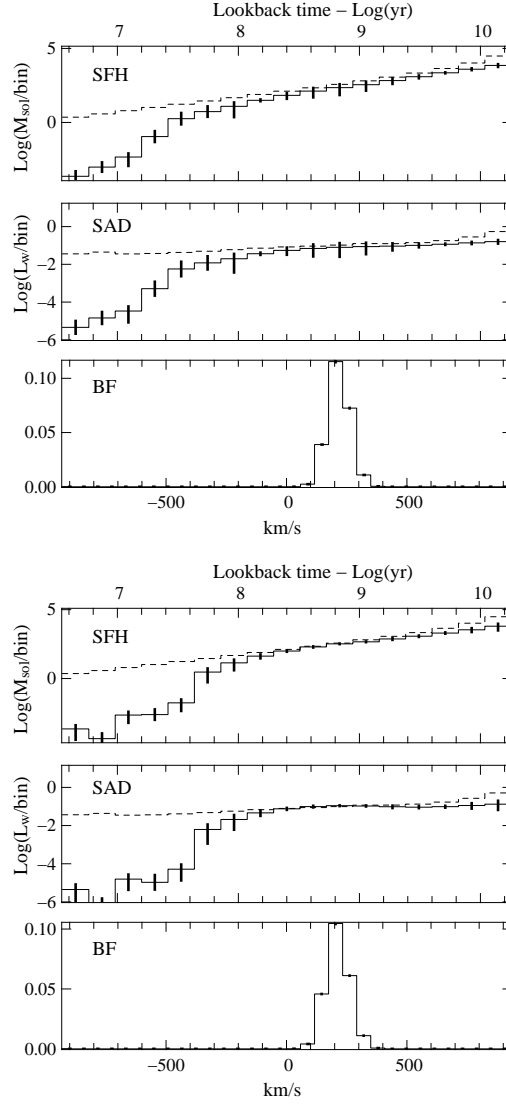 Lookback time – Log(yr)
7 8 9 10
SFH
Log(M_sol/bin)
5
0
SAD
Log(L_w/bin)
0
−2
−4
−6
BF
0.10
0.05
0.00
−500 0 500
km/s
Lookback time – Log(yr)
7 8 9 10
SFH
Log(M_sol/bin)
5
0
SAD
Log(L_w/bin)
0
−2
−4
−6
BF
0.10
0.05
0.00
−500 0 500
km/s